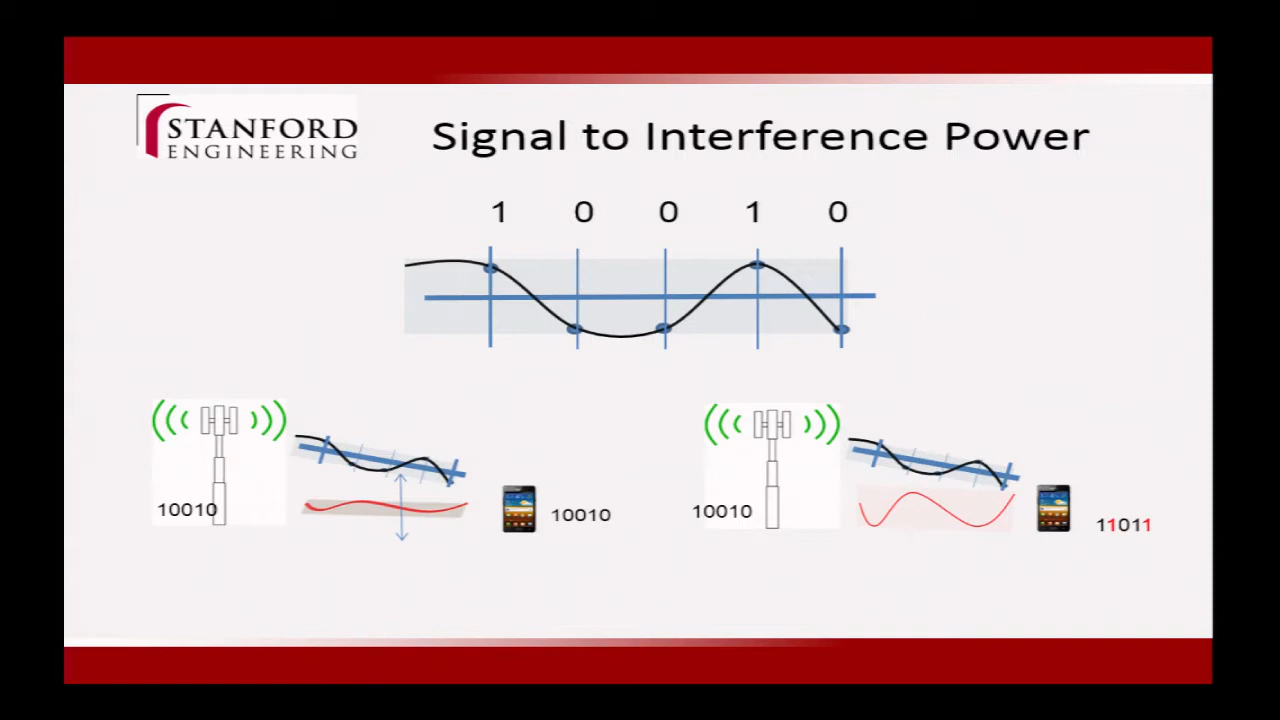 STANFORD
ENGINEERING
Signal to Interference Power
1 0 0 1 0
10010
10010
10010
11011